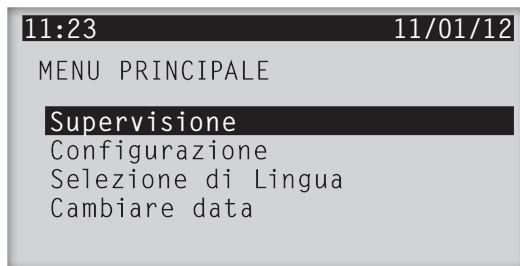 11:23 11/01/12
MENU PRINCIPALE
Supervisione
Configurazione
Selezione di Lingua
Cambiare data